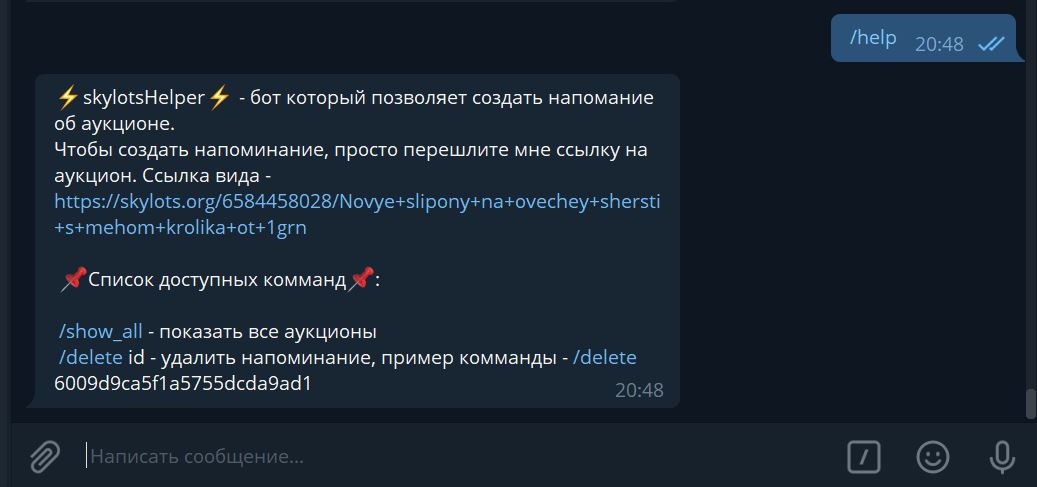 /help 20:48
⚡skylotsHelper⚡ - бот который позволяет создать напомание
об аукционе.
Чтобы создать напоминание, просто перешлите мне ссылку на
аукцион. Ссылка вида -
https://skylots.org/6584458028/Novye+slipony+na+ovechey+shersti
+s+mehom+krolika+ot+1grn
📌Список доступных комманд📌:
/show_all - показать все аукционы
/delete id - удалить напоминание, пример комманды - /delete
6009d9ca5f1a5755dcda9ad1
20:48
Написать сообщение...